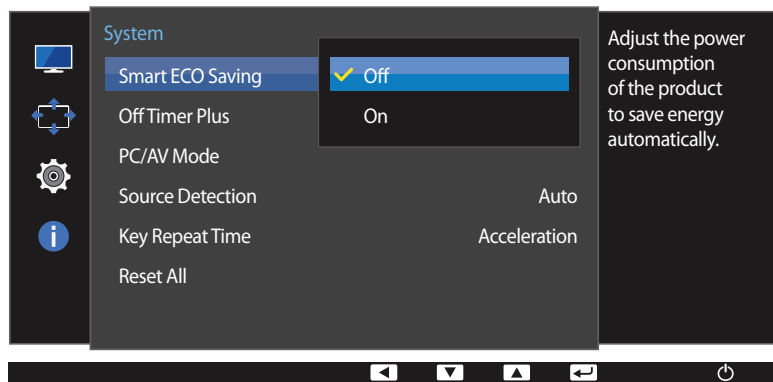 System
Smart ECO Saving
Off
Off Timer Plus
On
PC/AV Mode
Source Detection
Auto
Key Repeat Time
Acceleration
Reset All
Adjust the power
consumption
of the product
to save energy
automatically.